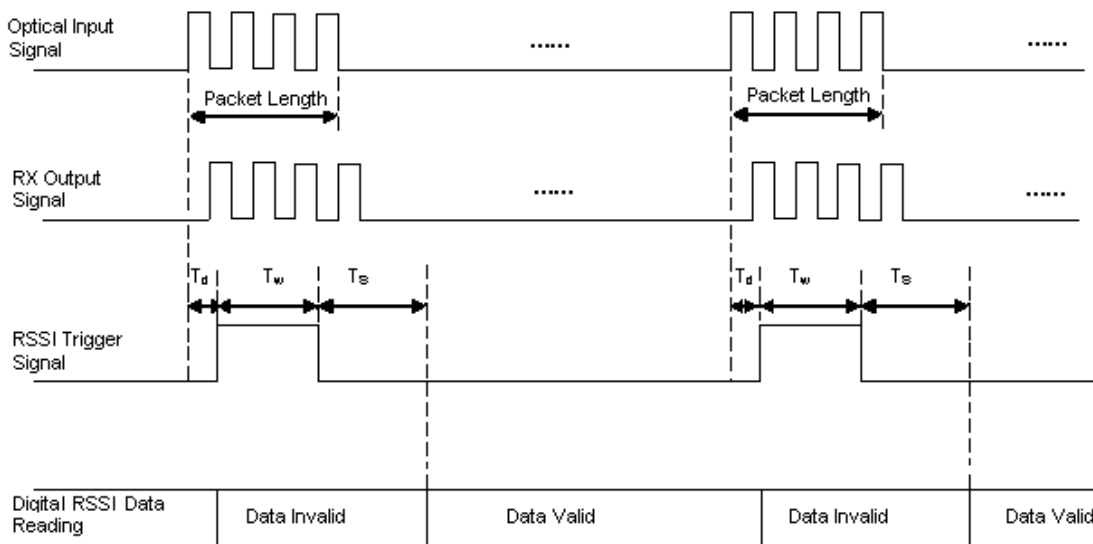 Optical Input
Signal
......
......
Packet Length
Packet Length
RX Output
Signal
......
......
Td
Tw
Ts
Td
Tw
Ts
RSSI Trigger
Signal
Digital RSSI Data
Reading
Data Invalid
Data Valid
Data Invalid
Data Valid